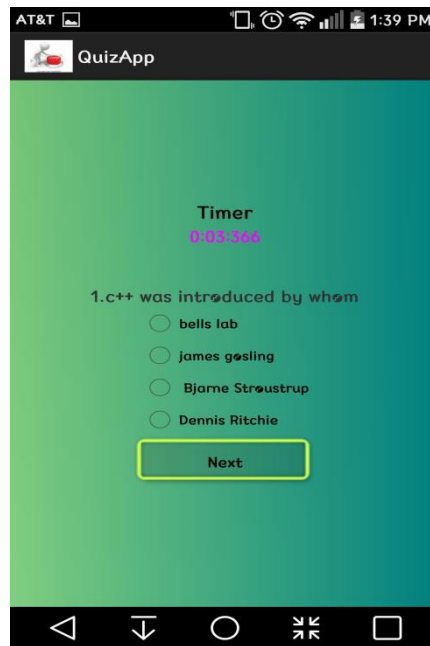 AT&T 1:39 PM
QuizApp
Timer
0:03:366
1.c++ was introduced by whom
bells lab
james gosling
Bjarne Stroustrup
Dennis Ritchie
Next